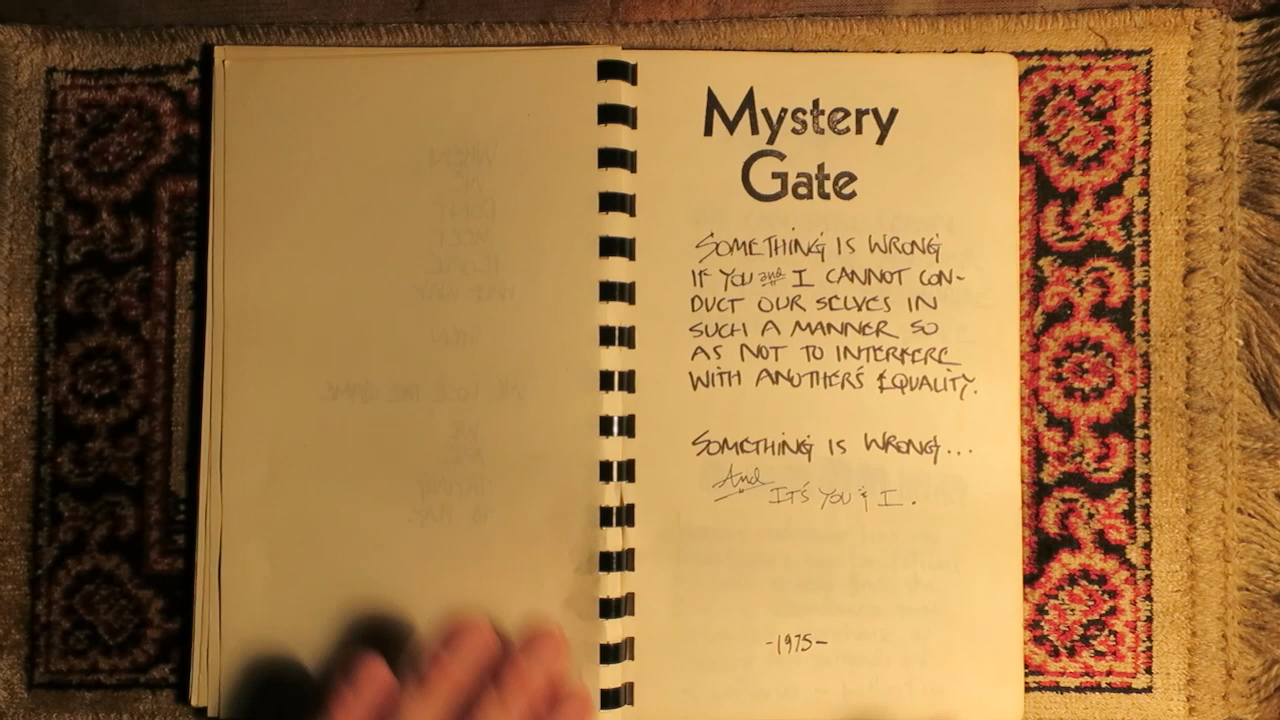 Mystery
Gate
SOMETHING IS WRONG
IF YOU and I CANNOT CON-
DUCT OUR SELVES IN
SUCH A MANNER SO
AS NOT TO INTERFERE
WITH ANOTHER'S EQUALITY.
SOMETHING IS WRONG...
And
IT'S YOU & I.
-1975-